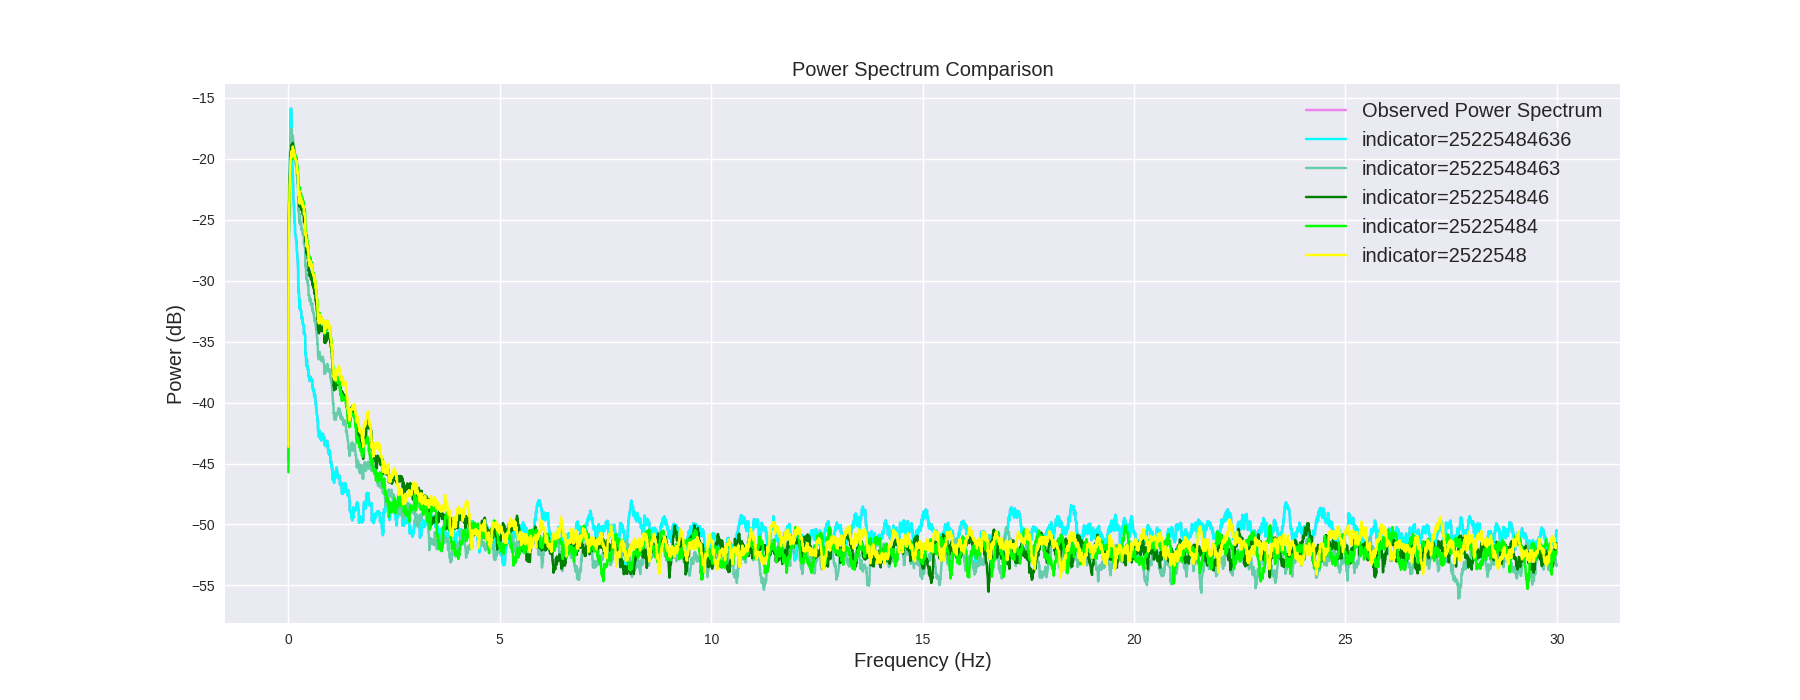 Power Spectrum Comparison
Observed Power Spectrum
indicator=25225484636
indicator=2522548463
indicator=252254846
indicator=25225484
indicator=2522548
Power (dB)
−15
−20
−25
−30
−35
−40
−45
−50
−55
0 5 10 15 20 25 30
Frequency (Hz)